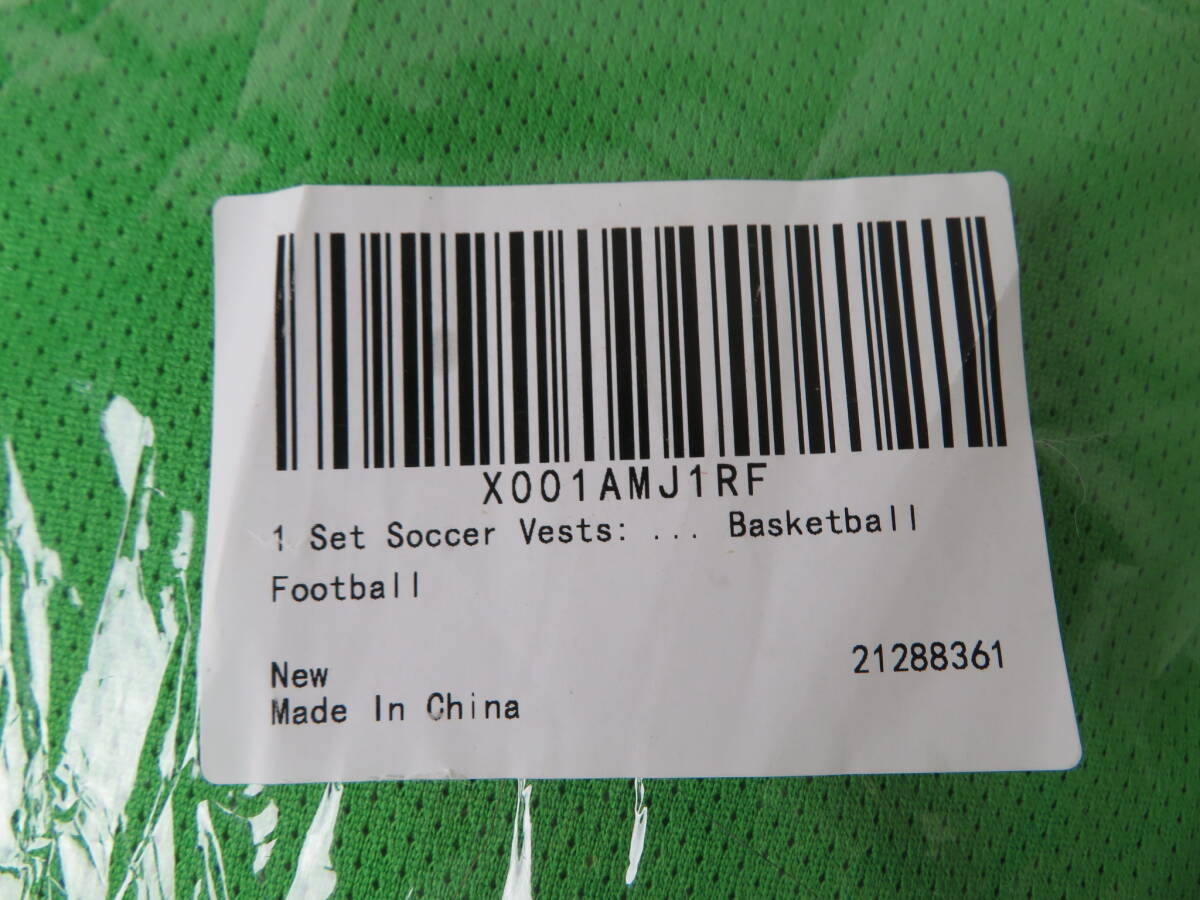 X001AMJ1RF
1 Set Soccer Vests: ... Basketball
Football
New
21288361
Made In China